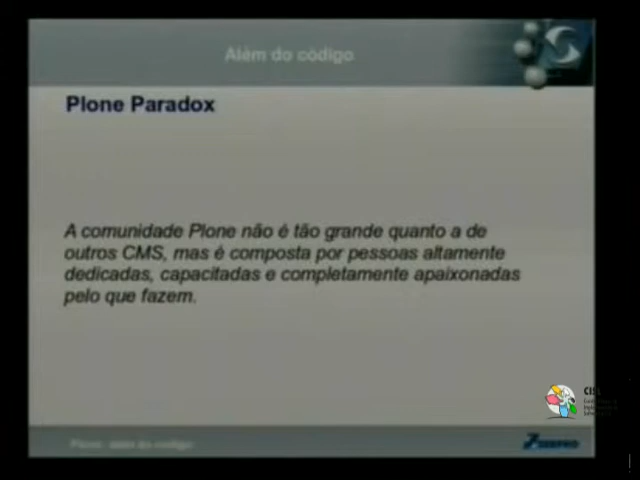 Além do código
Plone Paradox
A comunidade Plone não é tão grande quanto a de
outros CMS, mas é composta por pessoas altamente
dedicadas, capacitadas e completamente apaixonadas
pelo que fazem.
Plone: além do código
SERPRO